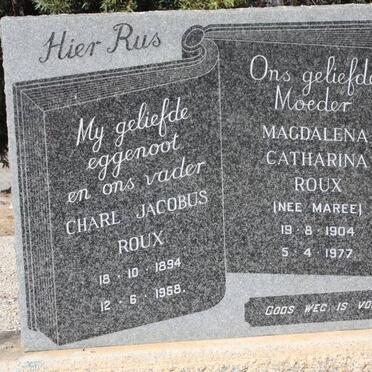 Hier Rus
My geliefde
eggenoot
en ons vader
CHARL JACOBUS
ROUX
18 · 10 · 1894
12 · 6 · 1968.
Ons geliefde
Moeder
MAGDALENA
CATHARINA
ROUX
(NEE MAREE)
19 · 8 · 1904
5 · 4 · 1977
GODS WEG IS